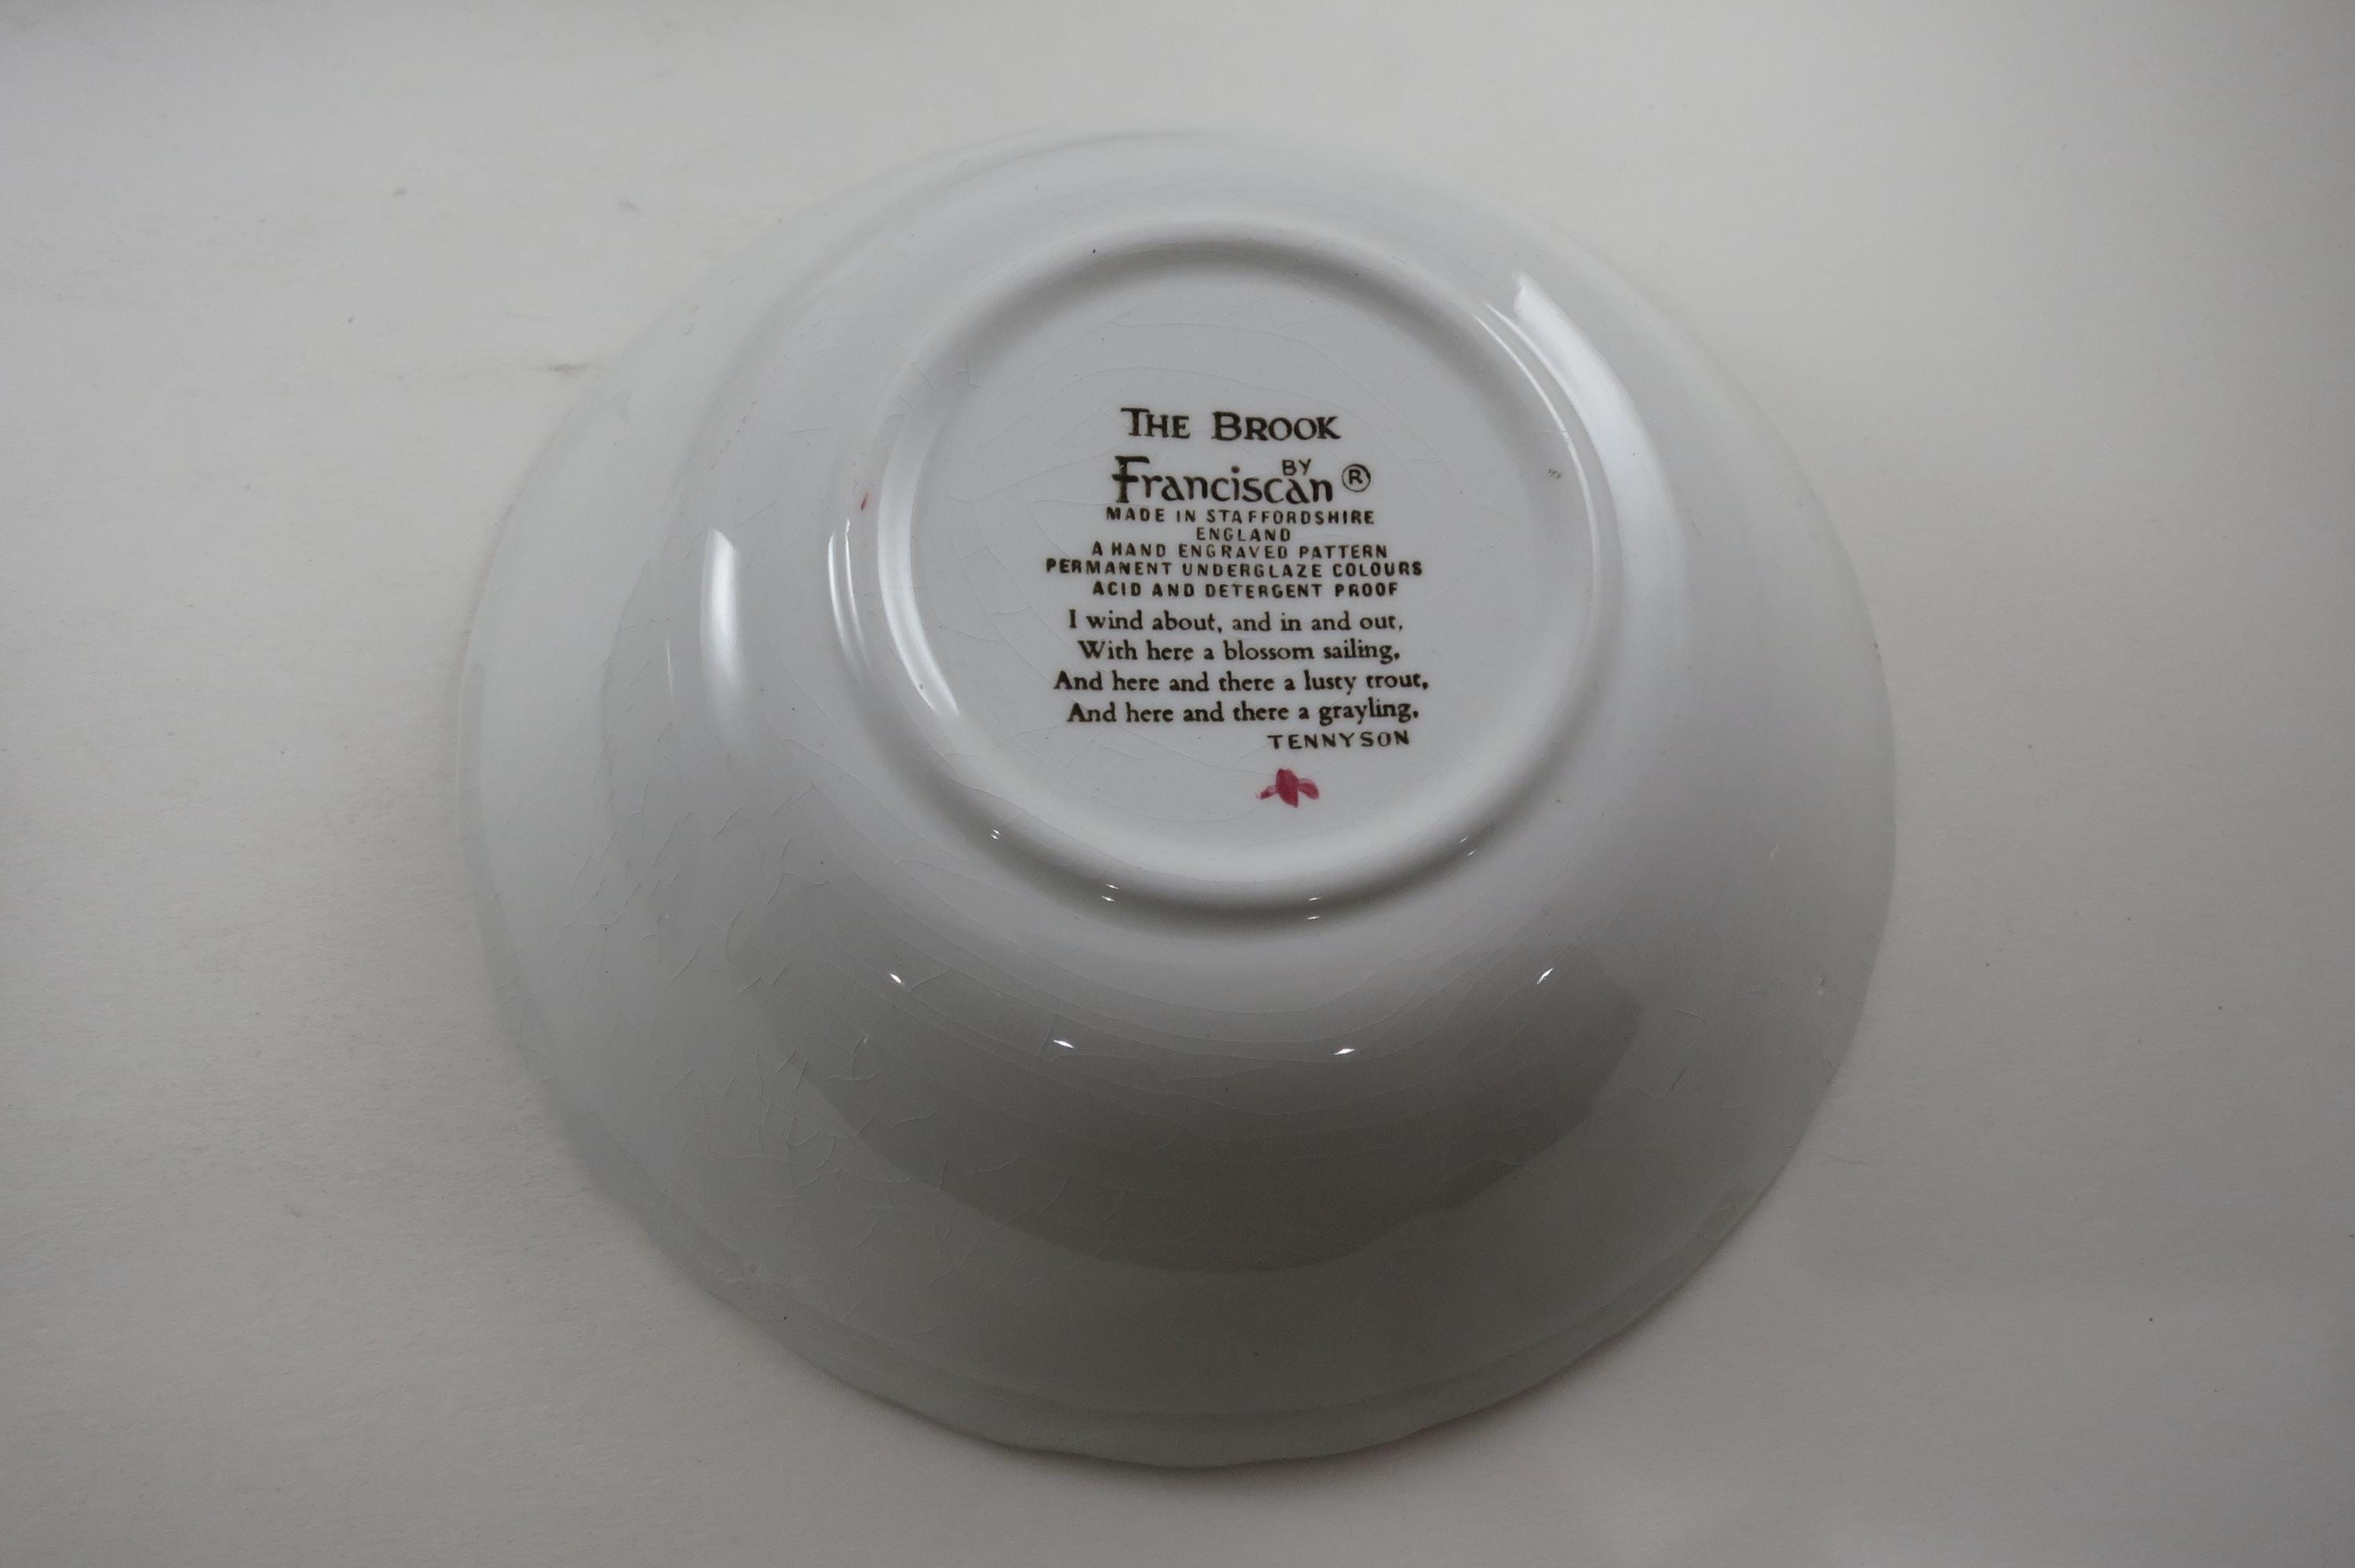 THE BROOK
BY
Franciscan ®
MADE IN STAFFORDSHIRE
ENGLAND
A HAND ENGRAVED PATTERN
PERMANENT UNDERGLAZE COLOURS
ACID AND DETERGENT PROOF
I wind about, and in and out,
With here a blossom sailing,
And here and there a lusty trout,
And here and there a grayling,
TENNYSON